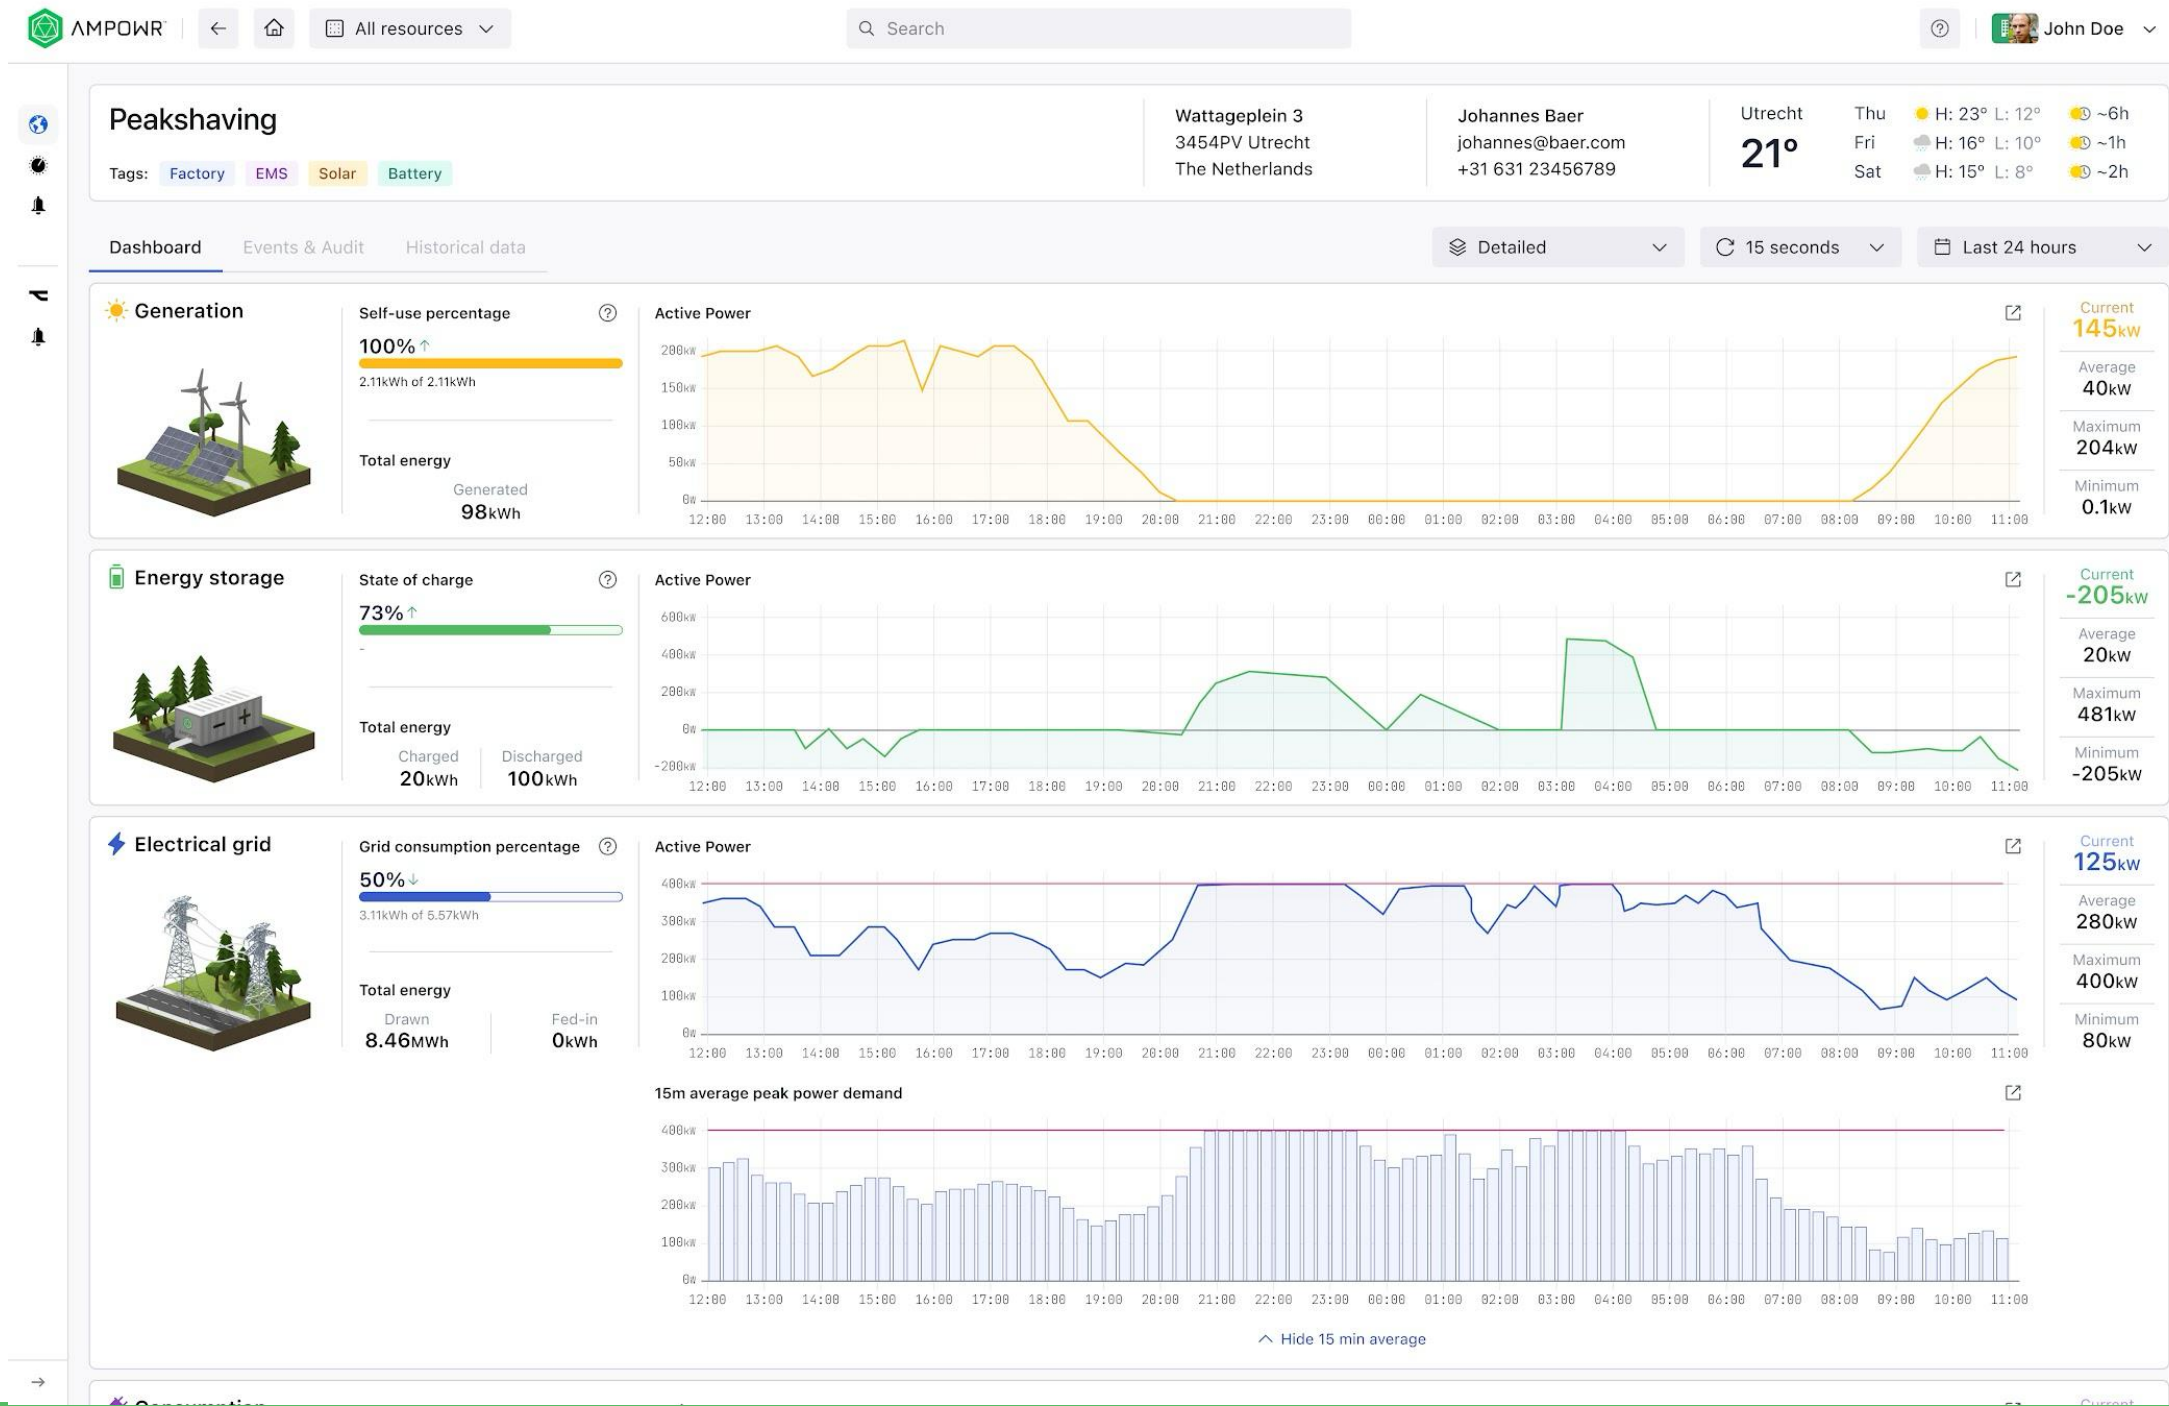 AMPOWR
All resources
Search
John Doe
Peakshaving
Tags: Factory EMS Solar Battery
Wattageplein 3
3454PV Utrecht
The Netherlands
Johannes Baer
johannes@baer.com
+31 631 23456789
Utrecht
21°
Thu H: 23° L: 12° ~6h
Fri H: 16° L: 10° ~1h
Sat H: 15° L: 8° ~2h
Dashboard Events & Audit Historical data
Detailed
15 seconds
Last 24 hours
Generation
Self-use percentage
100%↑
2.11kWh of 2.11kWh
Total energy
Generated
98kWh
Active Power
200kW
150kW
100kW
50kW
0W
12:00 13:00 14:00 15:00 16:00 17:00 18:00 19:00 20:00 21:00 22:00 23:00 00:00 01:00 02:00 03:00 04:00 05:00 06:00 07:00 08:00 09:00 10:00 11:00
Current
145kW
Average
40kW
Maximum
204kW
Minimum
0.1kW
Energy storage
State of charge
73%↑
-
Total energy
Charged Discharged
20kWh 100kWh
Active Power
600kW
400kW
200kW
0W
-200kW
12:00 13:00 14:00 15:00 16:00 17:00 18:00 19:00 20:00 21:00 22:00 23:00 00:00 01:00 02:00 03:00 04:00 05:00 06:00 07:00 08:00 09:00 10:00 11:00
Current
-205kW
Average
20kW
Maximum
481kW
Minimum
-205kW
Electrical grid
Grid consumption percentage
50%↓
3.11kWh of 5.57kWh
Total energy
Drawn Fed-in
8.46MWh 0kWh
Active Power
400kW
300kW
200kW
100kW
0W
12:00 13:00 14:00 15:00 16:00 17:00 18:00 19:00 20:00 21:00 22:00 23:00 00:00 01:00 02:00 03:00 04:00 05:00 06:00 07:00 08:00 09:00 10:00 11:00
Current
125kW
Average
280kW
Maximum
400kW
Minimum
80kW
15m average peak power demand
400kW
300kW
200kW
100kW
0W
12:00 13:00 14:00 15:00 16:00 17:00 18:00 19:00 20:00 21:00 22:00 23:00 00:00 01:00 02:00 03:00 04:00 05:00 06:00 07:00 08:00 09:00 10:00 11:00
Hide 15 min average